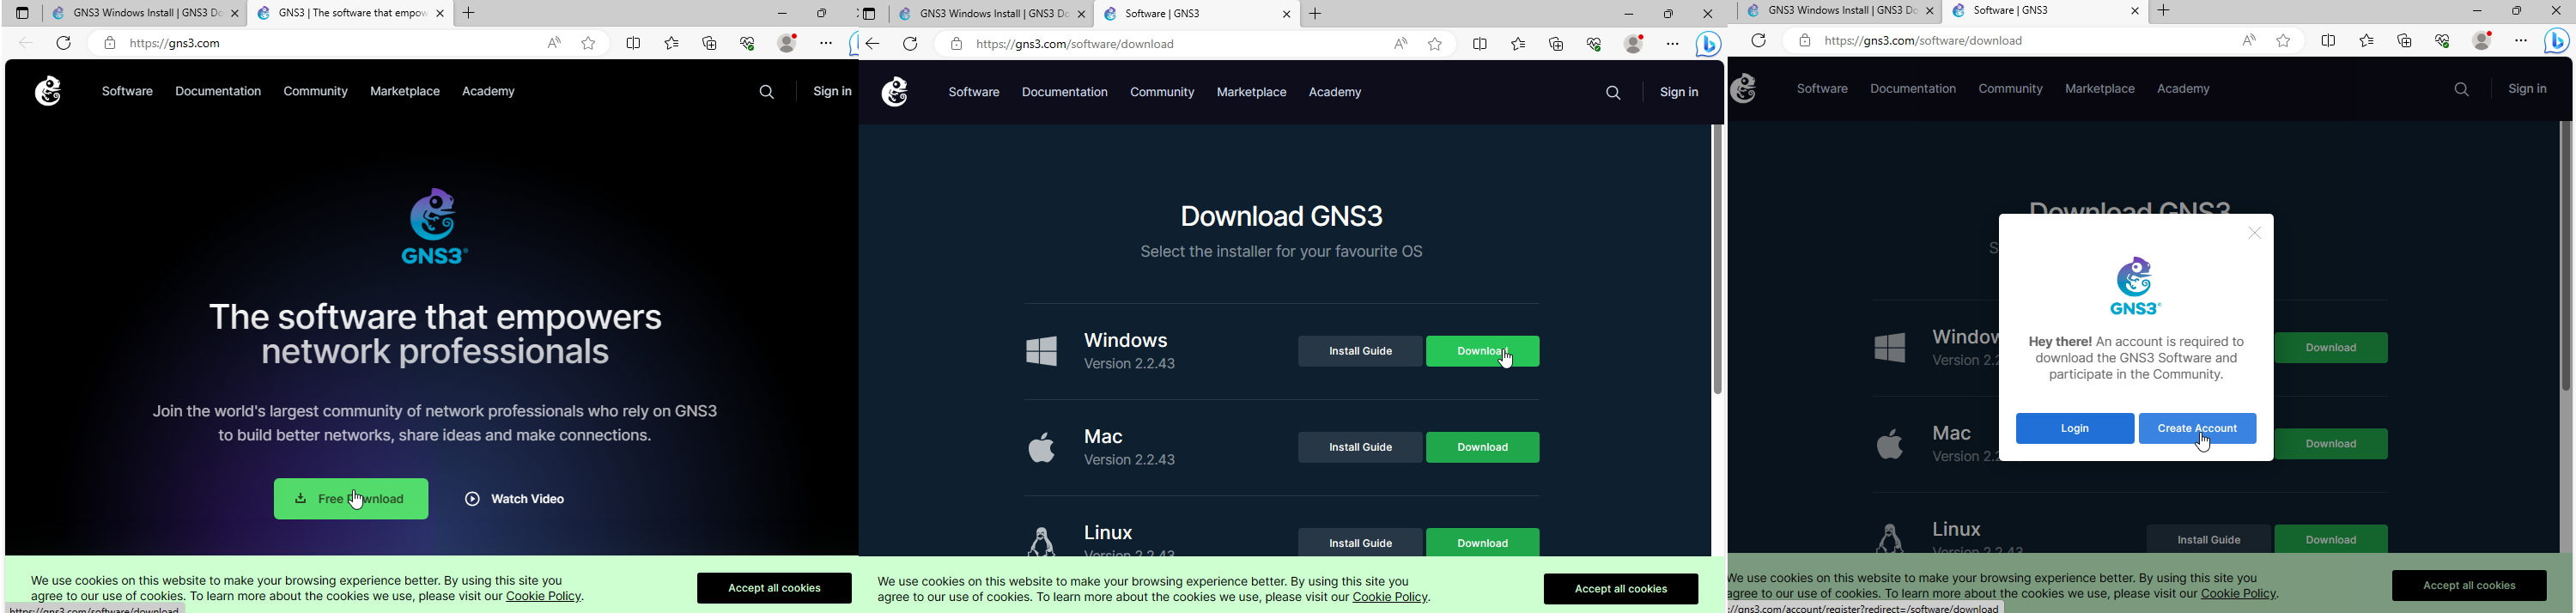 GNS3 Windows Install | GNS3 Do
GNS3 | The software that empow
https://gns3.com
Software Documentation Community Marketplace Academy
Sign in
GNS3
The software that empowers
network professionals
Join the world's largest community of network professionals who rely on GNS3
to build better networks, share ideas and make connections.
Free Download
Watch Video
We use cookies on this website to make your browsing experience better. By using this site you
agree to our use of cookies. To learn more about the cookies we use, please visit our Cookie Policy.
Accept all cookies
https://gns3.com/software/download
GNS3 Windows Install | GNS3 Do
Software | GNS3
https://gns3.com/software/download
Software Documentation Community Marketplace Academy
Sign in
Download GNS3
Select the installer for your favourite OS
Windows
Version 2.2.43
Install Guide
Download
Mac
Version 2.2.43
Install Guide
Download
Linux
Version 2.2.43
Install Guide
Download
We use cookies on this website to make your browsing experience better. By using this site you
agree to our use of cookies. To learn more about the cookies we use, please visit our Cookie Policy.
Accept all cookies
GNS3 Windows Install | GNS3 Do
Software | GNS3
https://gns3.com/software/download
Software Documentation Community Marketplace Academy
Sign in
Download GNS3
S
GNS3
Hey there! An account is required to
download the GNS3 Software and
participate in the Community.
Login
Create Account
Window
Version 2.2
Download
Mac
Version 2.2
Download
Linux
Version 2.2.43
Install Guide
Download
We use cookies on this website to make your browsing experience better. By using this site you
agree to our use of cookies. To learn more about the cookies we use, please visit our Cookie Policy.
Accept all cookies
://gns3.com/account/register?redirect=/software/download